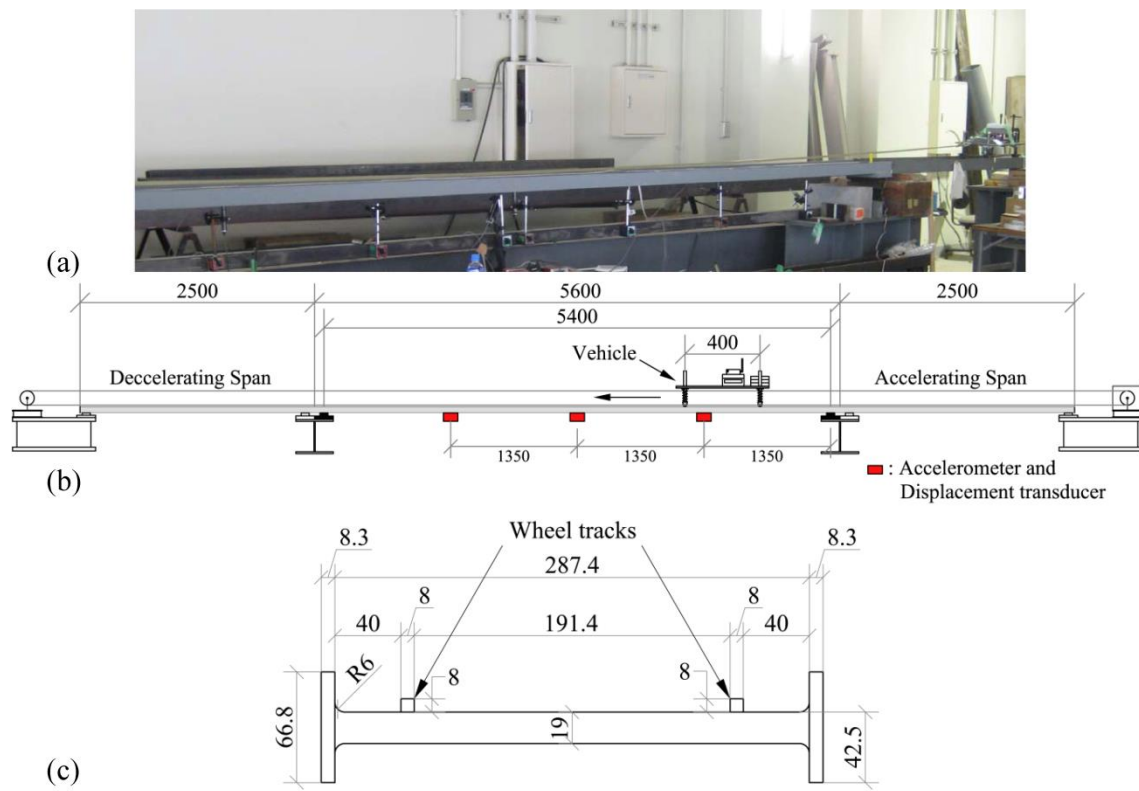 (a)
2500
5600
2500
5400
400
Vehicle
Deccelerating Span
Accelerating Span
1350
1350
1350
(b)
: Accelerometer and
Displacement transducer
Wheel tracks
8.3
8.3
287.4
8
8
40
191.4
40
R6
8
8
66.8
19
42.5
(c)